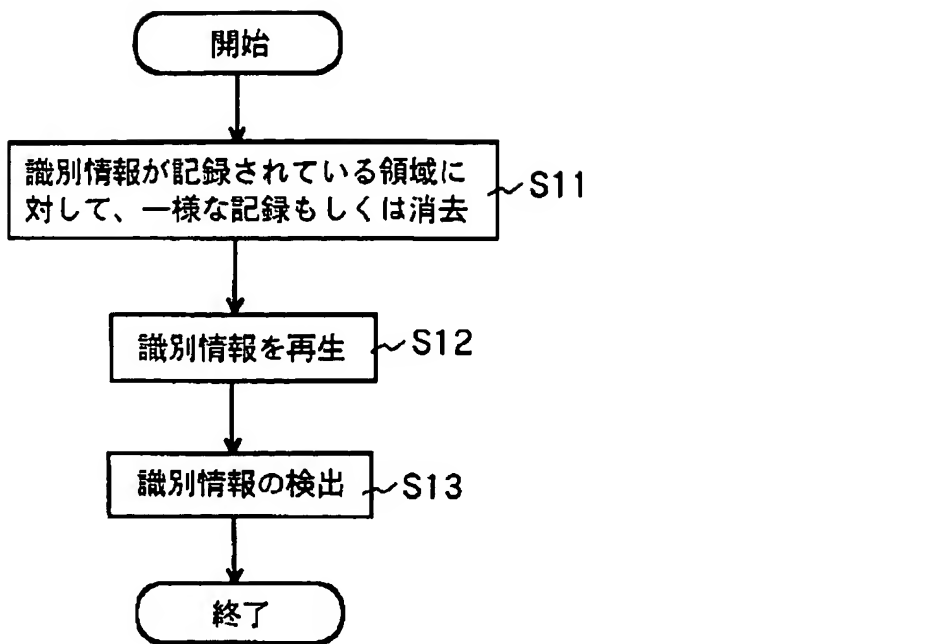 開始
識別情報が記録されている領域に
対して、一様な記録もしくは消去
S11
識別情報を再生
S12
識別情報の検出
S13
終了